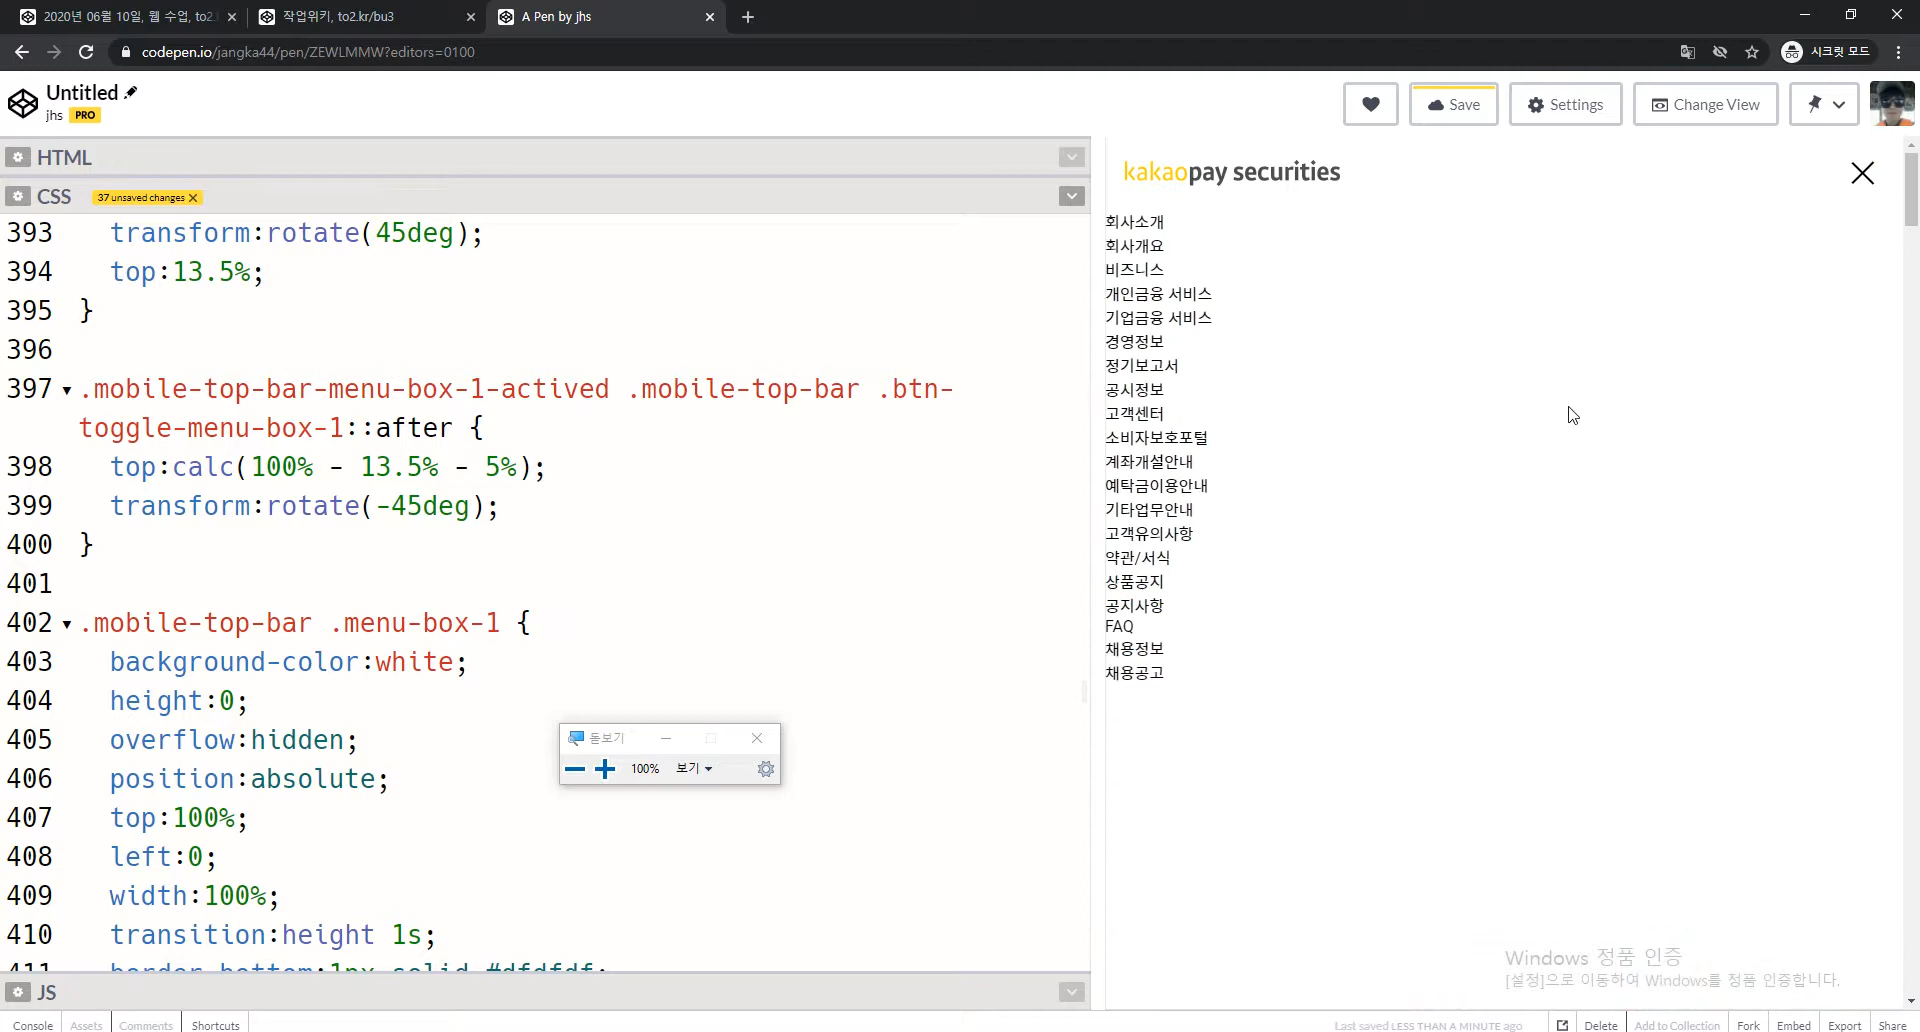 2020년 06월 10일, 웹 수업, to2.
작업위키, to2.kr/bu3
A Pen by jhs
codepen.io/jangka44/pen/ZEWLMMW?editors=0100
시크릿 모드
Untitled
jhs PRO
Save
Settings
Change View
HTML
CSS
37 unsaved changes
393 transform:rotate(45deg);
394 top:13.5%;
395 }
396
397 .mobile-top-bar-menu-box-1-actived .mobile-top-bar .btn-
toggle-menu-box-1::after {
398 top:calc(100% - 13.5% - 5%);
399 transform:rotate(-45deg);
400 }
401
402 .mobile-top-bar .menu-box-1 {
403 background-color:white;
404 height:0;
405 overflow:hidden;
406 position:absolute;
407 top:100%;
408 left:0;
409 width:100%;
410 transition:height 1s;
411 border-bottom:1px solid #dfdfdf;
돋보기
100% 보기
JS
kakaopay securities
회사소개
회사개요
비즈니스
개인금융 서비스
기업금융 서비스
경영정보
정기보고서
공시정보
고객센터
소비자보호포털
계좌개설안내
예탁금이용안내
기타업무안내
고객유의사항
약관/서식
상품공지
공지사항
FAQ
채용정보
채용공고
Windows 정품 인증
[설정]으로 이동하여 Windows를 정품 인증합니다.
Console Assets Comments Shortcuts
Last saved LESS THAN A MINUTE ago
Delete Add to Collection Fork Embed Export Share